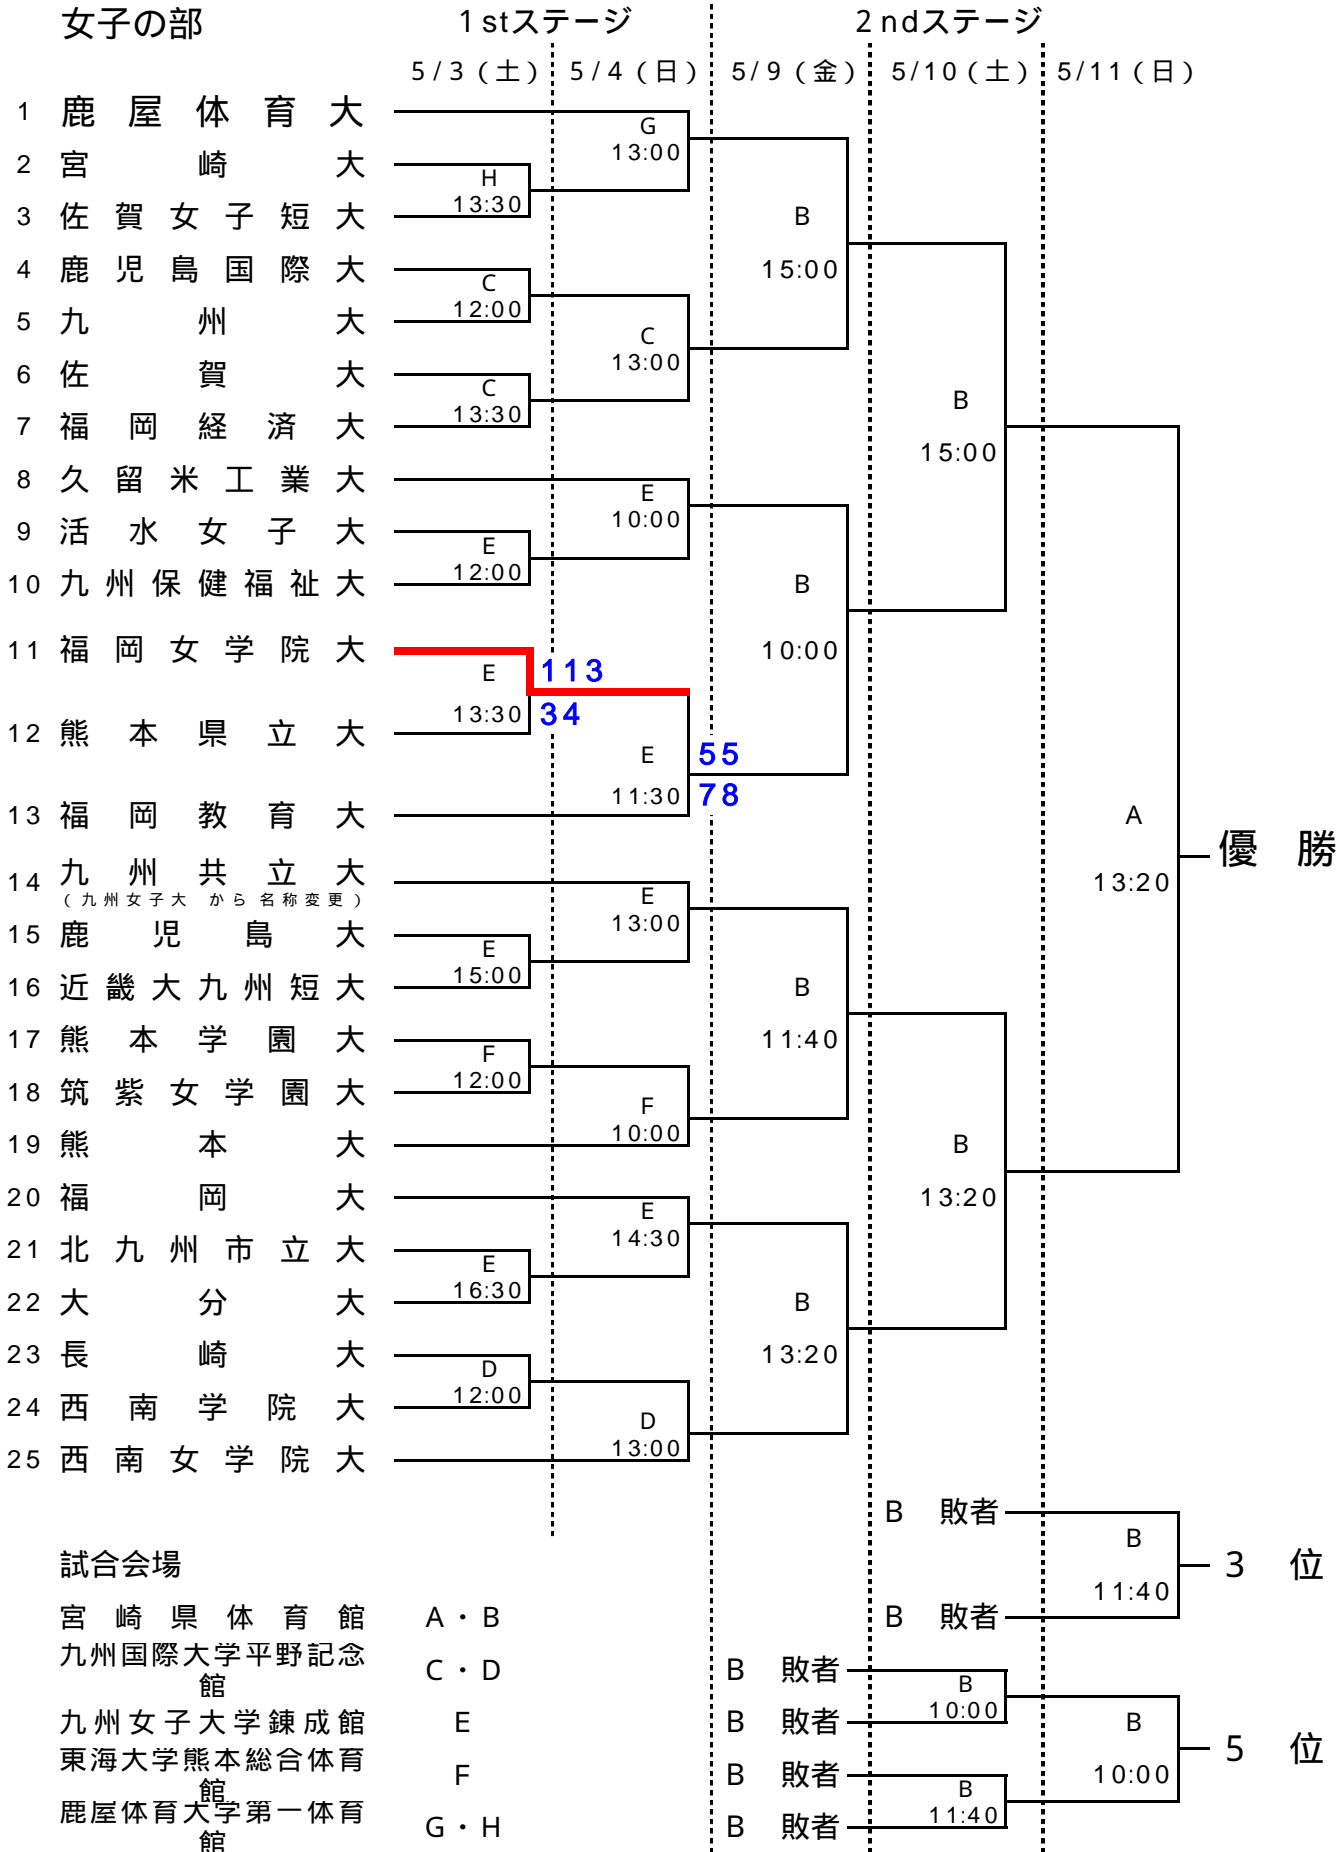 女子の部 1stステージ 2ndステージ
5/3（土） 5/4（日） 5/9（金） 5/10（土） 5/11（日）
1 鹿屋体育大
G
13:00
2 宮崎大
H
13:30
3 佐賀女子短大
B
15:00
4 鹿児島国際大
C
12:00
5 九州大
C
13:00
6 佐賀大
C
13:30
7 福岡経済大
B
15:00
8 久留米工業大
E
10:00
9 活水女子大
E
12:00
10 九州保健福祉大
B
10:00
11 福岡女学院大
E
13:30
113
34
12 熊本県立大
E
11:30
55
78
13 福岡教育大
A
13:20
優勝
14 九州共立大
（九州女子大 から 名称変更）
E
13:00
15 鹿児島大
E
15:00
16 近畿大九州短大
B
11:40
17 熊本学園大
F
12:00
18 筑紫女学園大
F
10:00
19 熊本大
B
13:20
20 福岡大
E
14:30
21 北九州市立大
E
16:30
22 大分大
B
13:20
23 長崎大
D
12:00
24 西南学院大
D
13:00
25 西南女学院大
B 敗者
B
11:40
3位
B 敗者
試合会場
宮崎県体育館 A・B
九州国際大学平野記念
館
C・D
九州女子大学錬成館 E
東海大学熊本総合体育
館
F
鹿屋体育大学第一体育
館
G・H
B 敗者
B
10:00
B 敗者
B
10:00
5位
B 敗者
B
11:40
B 敗者